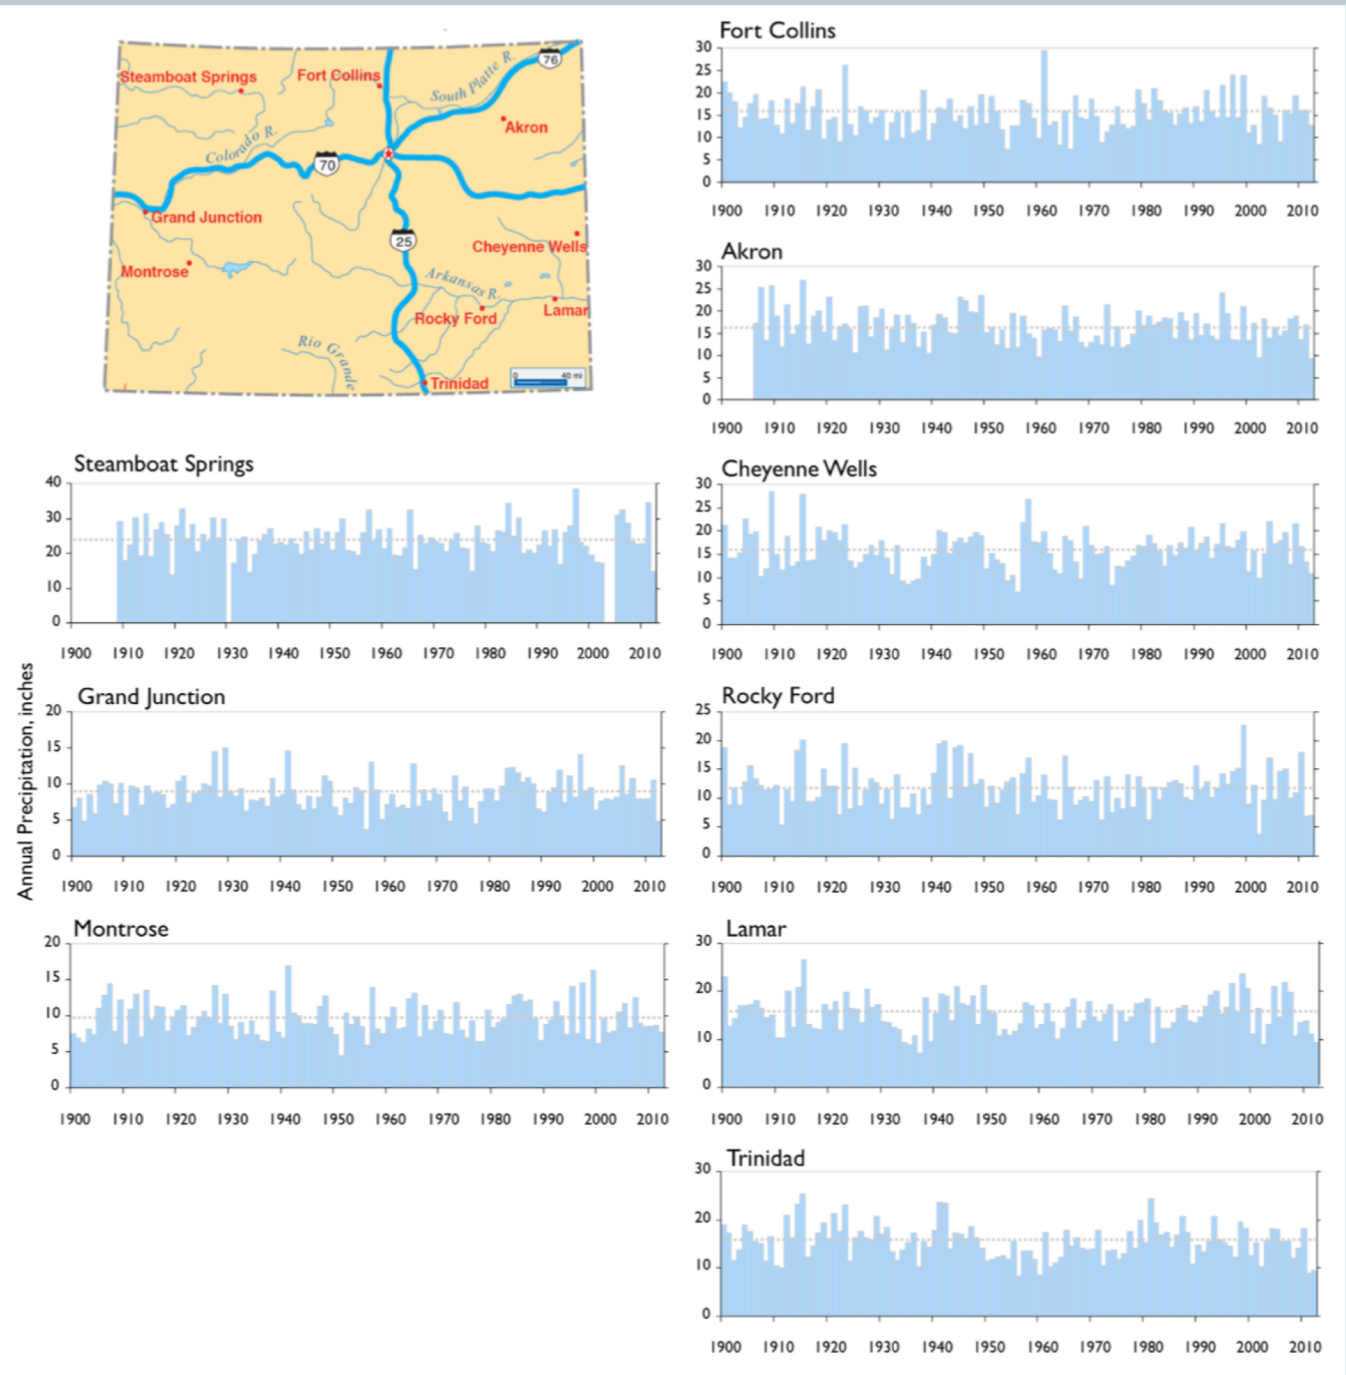 Steamboat Springs
Fort Collins
South Platte R.
76
Akron
Colorado R.
70
Grand Junction
25
Cheyenne Wells
Montrose
Arkansas R.
Rocky Ford
Lamar
Rio Grande
Trinidad
0 40 mi
Fort Collins
30
25
20
15
10
5
0
1900 1910 1920 1930 1940 1950 1960 1970 1980 1990 2000 2010
Akron
30
25
20
15
10
5
0
1900 1910 1920 1930 1940 1950 1960 1970 1980 1990 2000 2010
Annual Precipitation, inches
Steamboat Springs
40
30
20
10
0
1900 1910 1920 1930 1940 1950 1960 1970 1980 1990 2000 2010
Cheyenne Wells
30
25
20
15
10
5
0
1900 1910 1920 1930 1940 1950 1960 1970 1980 1990 2000 2010
Grand Junction
20
15
10
5
0
1900 1910 1920 1930 1940 1950 1960 1970 1980 1990 2000 2010
Rocky Ford
25
20
15
10
5
0
1900 1910 1920 1930 1940 1950 1960 1970 1980 1990 2000 2010
Montrose
20
15
10
5
0
1900 1910 1920 1930 1940 1950 1960 1970 1980 1990 2000 2010
Lamar
30
20
10
0
1900 1910 1920 1930 1940 1950 1960 1970 1980 1990 2000 2010
Trinidad
30
20
10
0
1900 1910 1920 1930 1940 1950 1960 1970 1980 1990 2000 2010